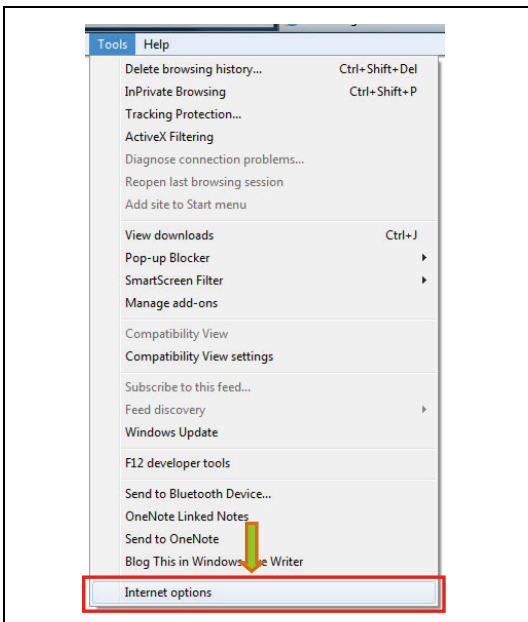 Tools Help
Delete browsing history... Ctrl+Shift+Del
InPrivate Browsing Ctrl+Shift+P
Tracking Protection...
ActiveX Filtering
Diagnose connection problems...
Reopen last browsing session
Add site to Start menu
View downloads Ctrl+J
Pop-up Blocker
SmartScreen Filter
Manage add-ons
Compatibility View
Compatibility View settings
Subscribe to this feed...
Feed discovery
Windows Update
F12 developer tools
Send to Bluetooth Device...
OneNote Linked Notes
Send to OneNote
Blog This in Windows Writer
Internet options